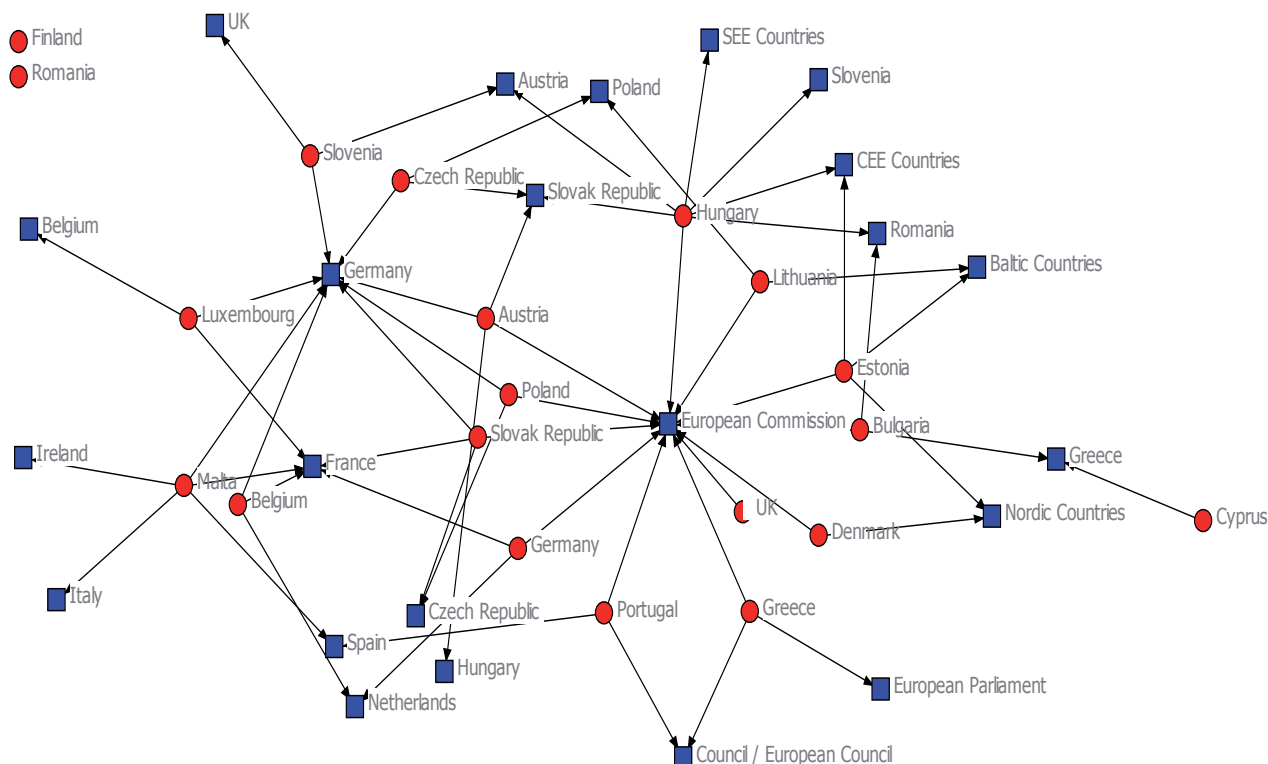 UK
SEE Countries
Finland
Romania
Slovenia
Austria
Poland
Slovenia
CEE Countries
Czech Republic
Slovak Republic
Hungary
Belgium
Romania
Germany
Baltic Countries
Lithuania
Luxembourg
Austria
Estonia
Poland
European Commission
Bulgaria
Slovak Republic
Ireland
France
Greece
Malta
Belgium
UK
Nordic Countries
Cyprus
Denmark
Germany
Italy
Czech Republic
Portugal
Greece
Spain
Hungary
European Parliament
Netherlands
Council / European Council